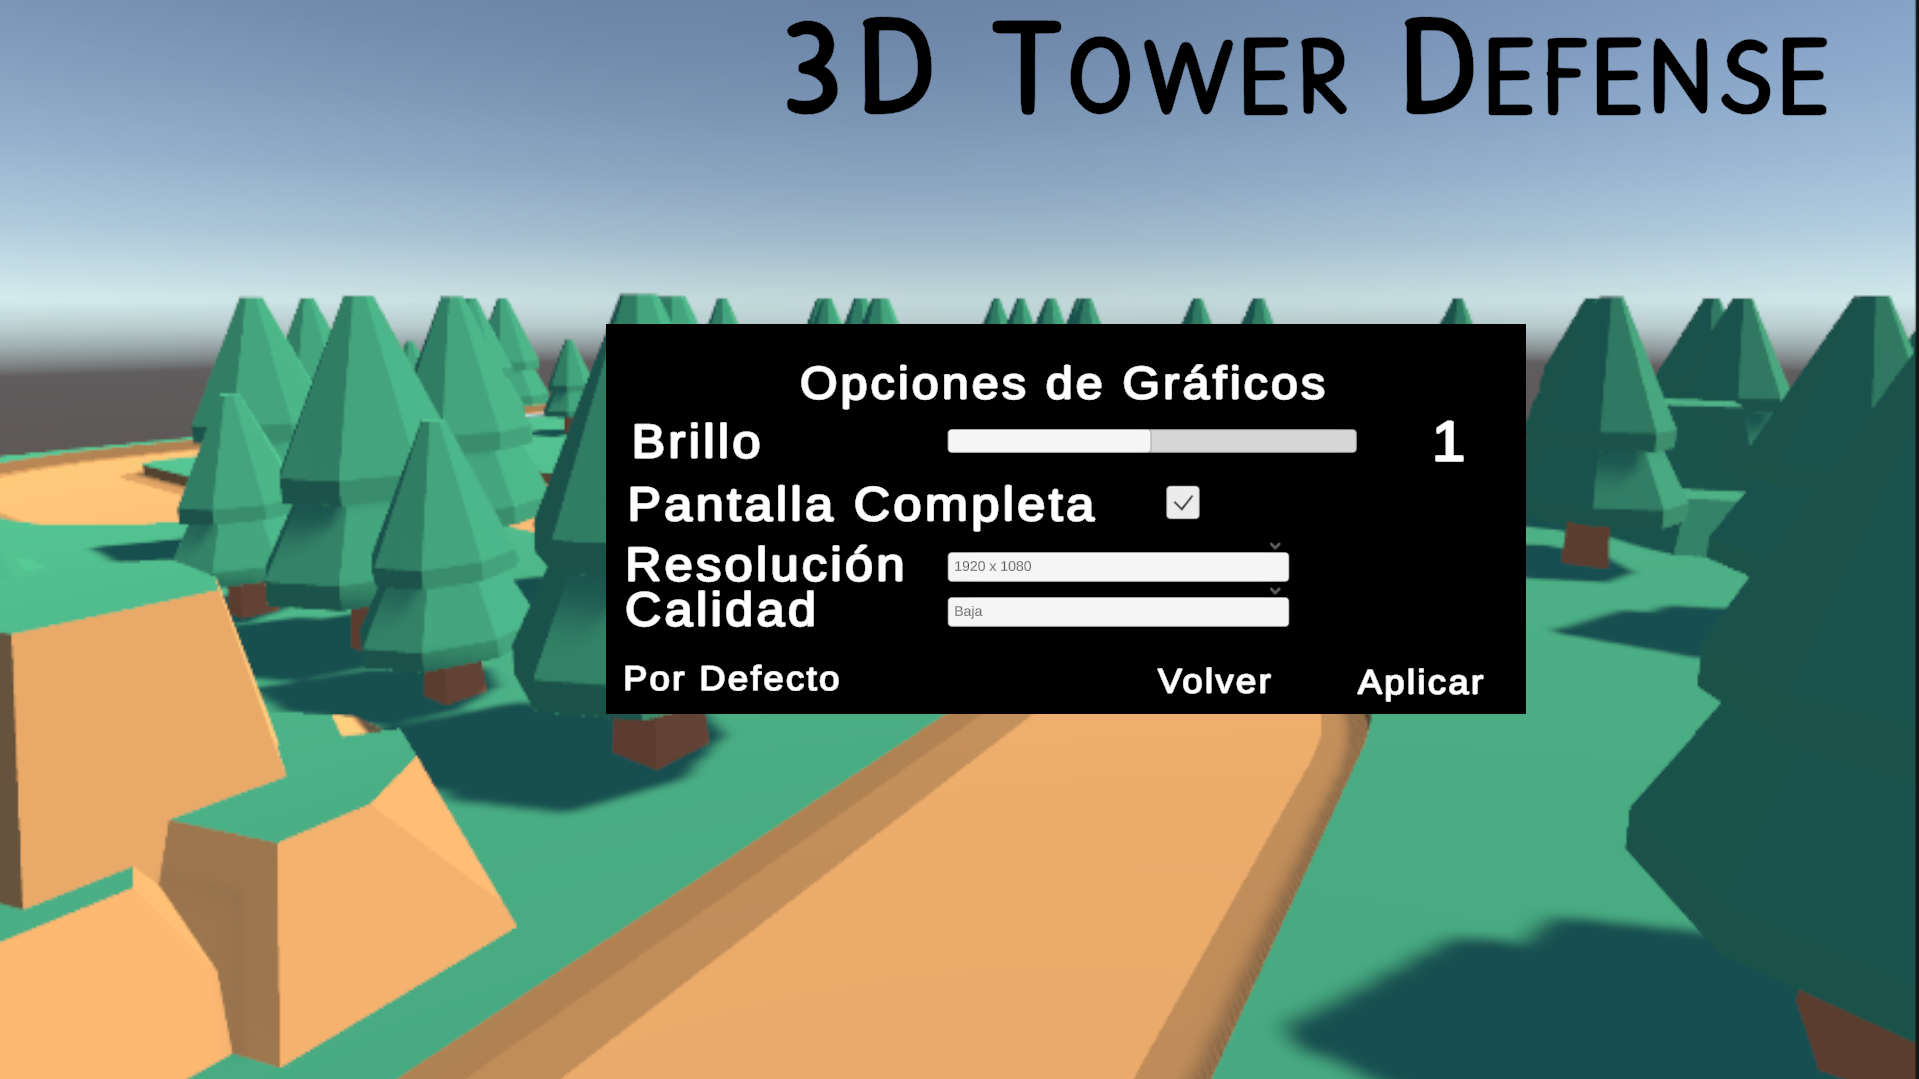 3D Tower Defense
Opciones de Gráficos
Brillo 1
Pantalla Completa
Resolución 1920 x 1080
Calidad Baja
Por Defecto Volver Aplicar